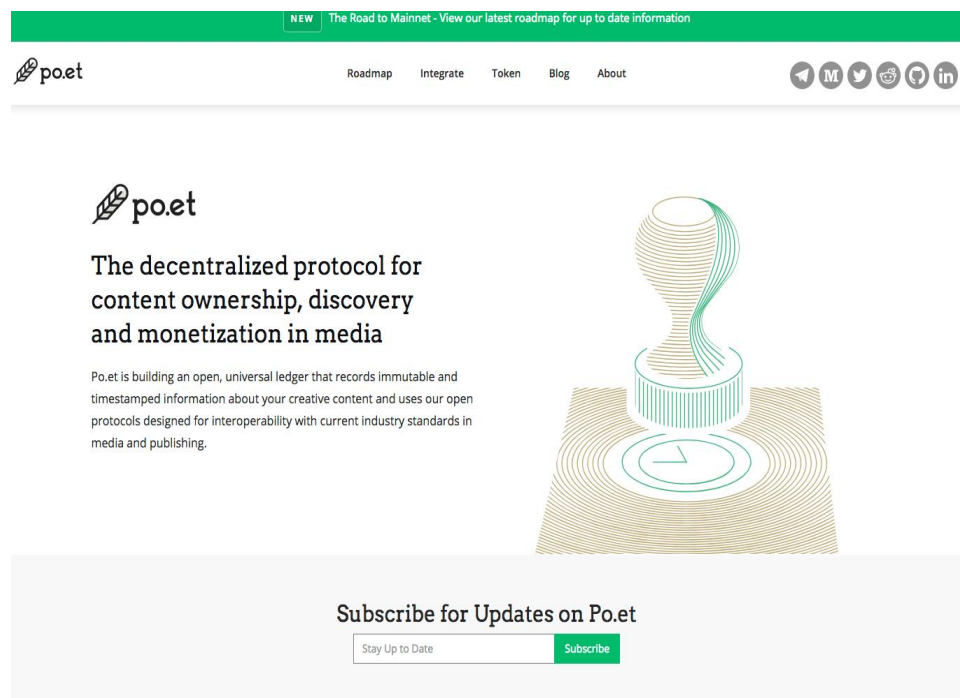 NEW The Road to Mainnet - View our latest roadmap for up to date information
po.et
Roadmap Integrate Token Blog About
M in
po.et
The decentralized protocol for
content ownership, discovery
and monetization in media
Po.et is building an open, universal ledger that records immutable and
timestamped information about your creative content and uses our open
protocols designed for interoperability with current industry standards in
media and publishing.
Subscribe for Updates on Po.et
Stay Up to Date Subscribe